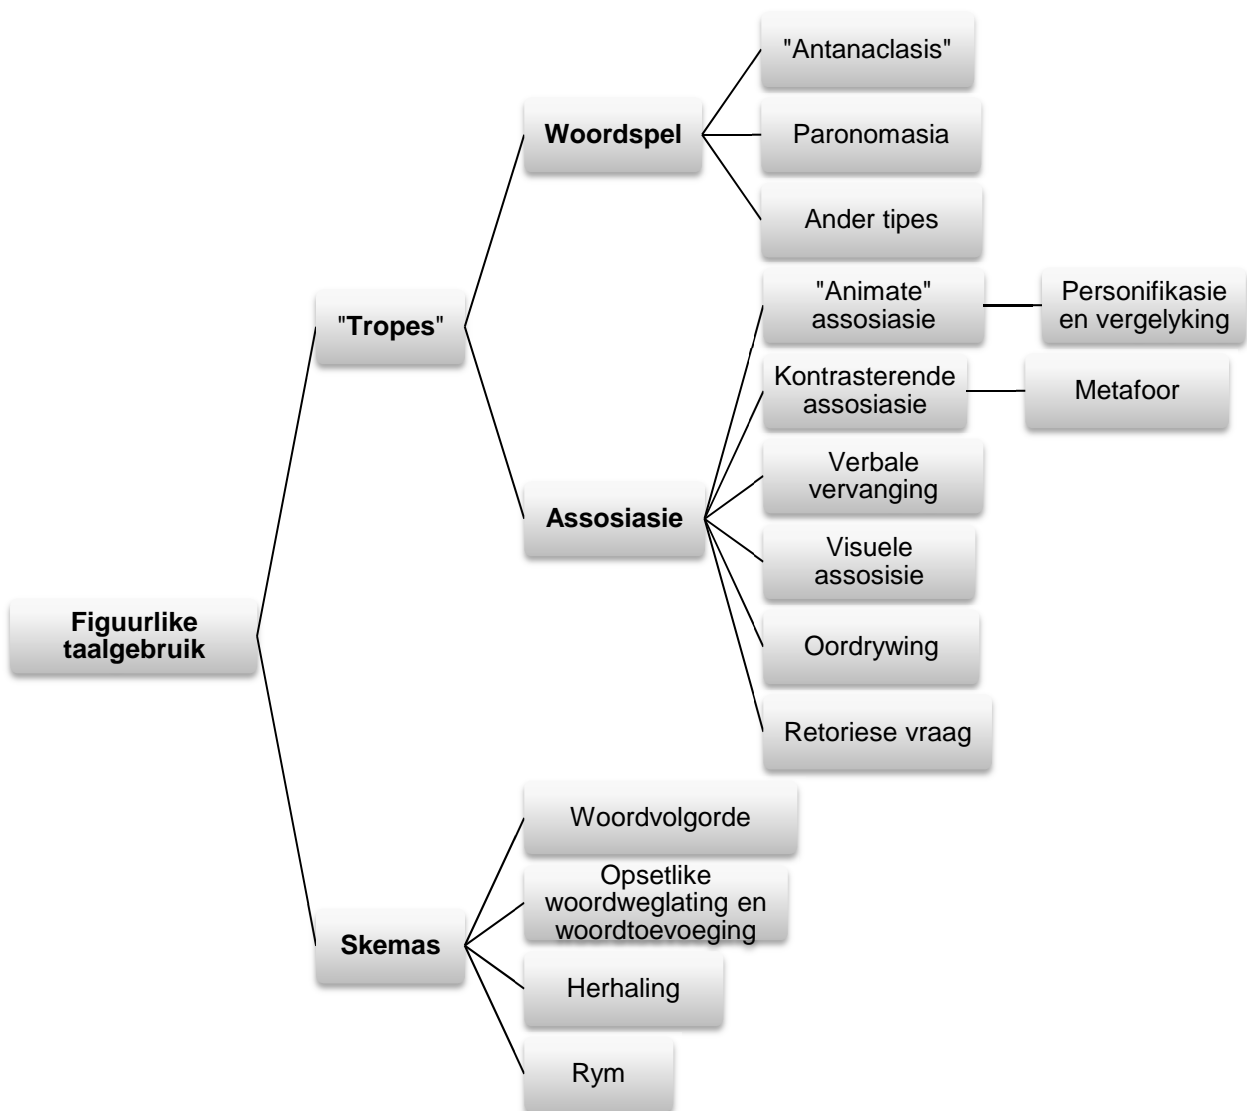 "Antanaclasis"
Woordspel
Paronomasia
Ander tipes
"Tropes"
"Animate"
assosiasie
Personifikasie
en vergelyking
Kontrasterende
assosiasie
Metafoor
Verbale
vervanging
Assosiasie
Visuele
assosisie
Oordrywing
Retoriese vraag
Figuurlike
taalgebruik
Woordvolgorde
Opsetlike
woordweglating en
woordtoevoeging
Skemas
Herhaling
Rym